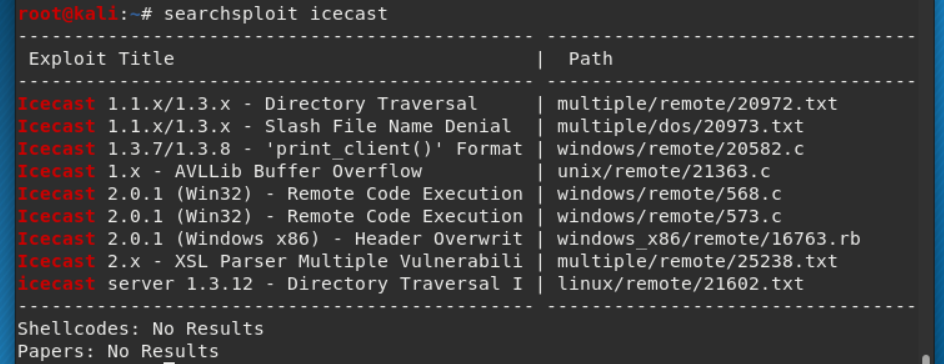 root@kali:~# searchsploit icecast
---------------------------------------------- ---------------------------------
Exploit Title | Path
---------------------------------------------- ---------------------------------
Icecast 1.1.x/1.3.x - Directory Traversal | multiple/remote/20972.txt
Icecast 1.1.x/1.3.x - Slash File Name Denial | multiple/dos/20973.txt
Icecast 1.3.7/1.3.8 - 'print_client()' Format | windows/remote/20582.c
Icecast 1.x - AVLLib Buffer Overflow | unix/remote/21363.c
Icecast 2.0.1 (Win32) - Remote Code Execution | windows/remote/568.c
Icecast 2.0.1 (Win32) - Remote Code Execution | windows/remote/573.c
Icecast 2.0.1 (Windows x86) - Header Overwrit | windows_x86/remote/16763.rb
Icecast 2.x - XSL Parser Multiple Vulnerabili | multiple/remote/25238.txt
icecast server 1.3.12 - Directory Traversal I | linux/remote/21602.txt
---------------------------------------------- ---------------------------------
Shellcodes: No Results
Papers: No Results